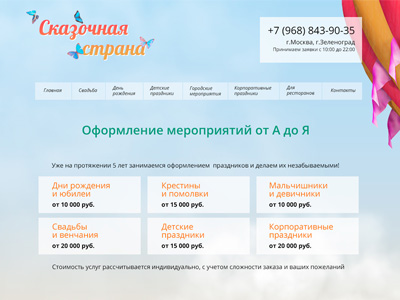 Сказочная
страна
+7 (968) 843-90-35
г.Москва, г.Зеленоград
Принимаем заявки с 10:00 до 22:00
Главная
Свадьба
День
рождения
Детские
праздники
Городские
мероприятия
Корпоративные
праздники
Для
ресторанов
Контакты
Оформление мероприятий от А до Я
Уже на протяжении 5 лет занимаемся оформлением праздников и делаем их незабываемыми!
Дни рождения
и юбилеи
от 10 000 руб.
Крестины
и помолвки
от 15 000 руб.
Мальчишники
и девичники
от 10 000 руб.
Свадьбы
и венчания
от 20 000 руб.
Детские
праздники
от 15 000 руб.
Корпоративные
праздники
от 20 000 руб.
Стоимость услуг рассчитывается индивидуально, с учетом сложности заказа и ваших пожеланий